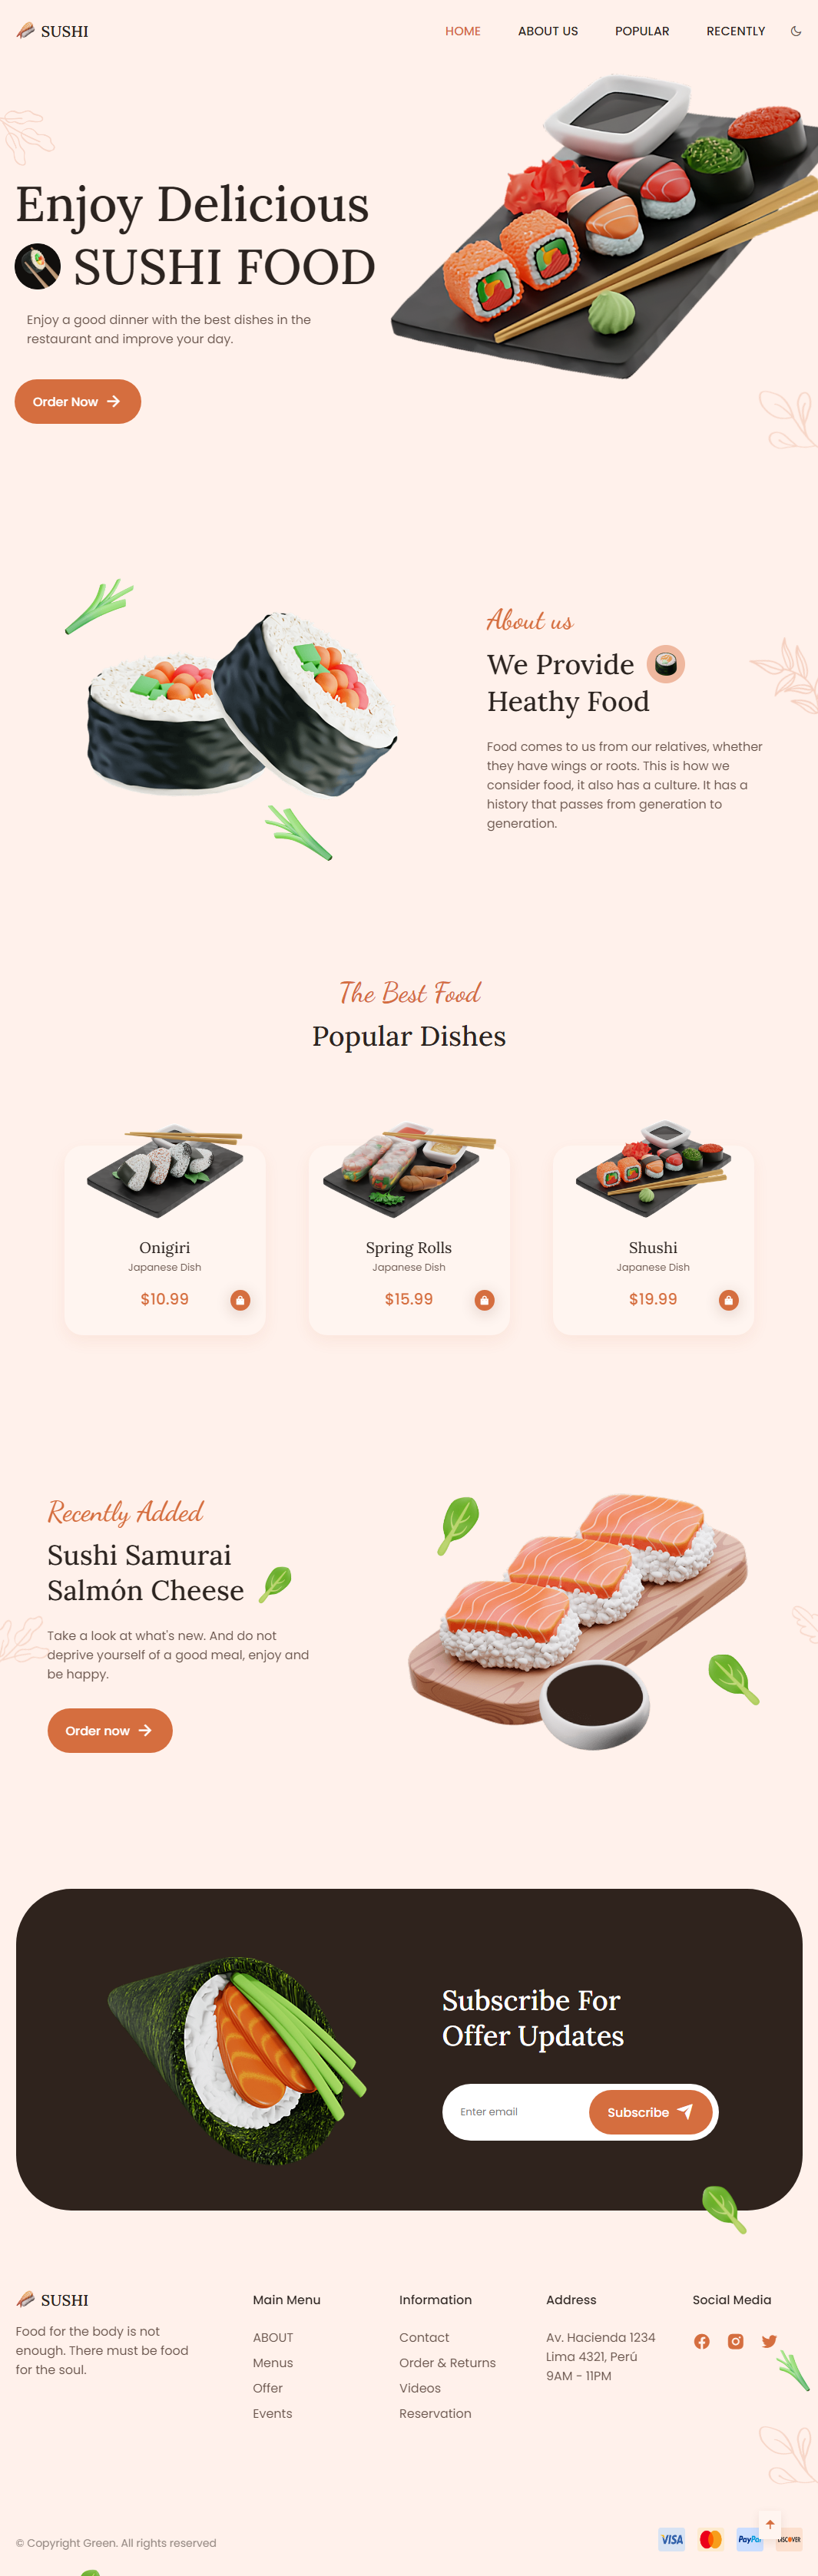 SUSHI
HOME
ABOUT US
POPULAR
RECENTLY
Enjoy Delicious
SUSHI FOOD
Enjoy a good dinner with the best dishes in the
restaurant and improve your day.
Order Now
About us
We Provide
Heathy Food
Food comes to us from our relatives, whether
they have wings or roots. This is how we
consider food, it also has a culture. It has a
history that passes from generation to
generation.
The Best Food
Popular Dishes
Onigiri
Japanese Dish
$10.99
Spring Rolls
Japanese Dish
$15.99
Shushi
Japanese Dish
$19.99
Recently Added
Sushi Samurai
Salmón Cheese
Take a look at what's new. And do not
deprive yourself of a good meal, enjoy and
be happy.
Order now
Subscribe For
Offer Updates
Enter email
Subscribe
SUSHI
Food for the body is not
enough. There must be food
for the soul.
Main Menu
ABOUT
Menus
Offer
Events
Information
Contact
Order & Returns
Videos
Reservation
Address
Av. Hacienda 1234
Lima 4321, Perú
9AM - 11PM
Social Media
© Copyright Green. All rights reserved
VISA
PayPal
DISCOVER